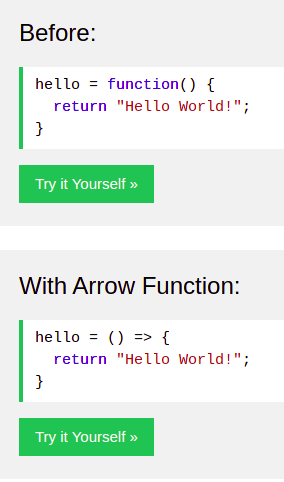 Before:
hello = function() {
  return "Hello World!";
}
Try it Yourself »
With Arrow Function:
hello = () => {
  return "Hello World!";
}
Try it Yourself »